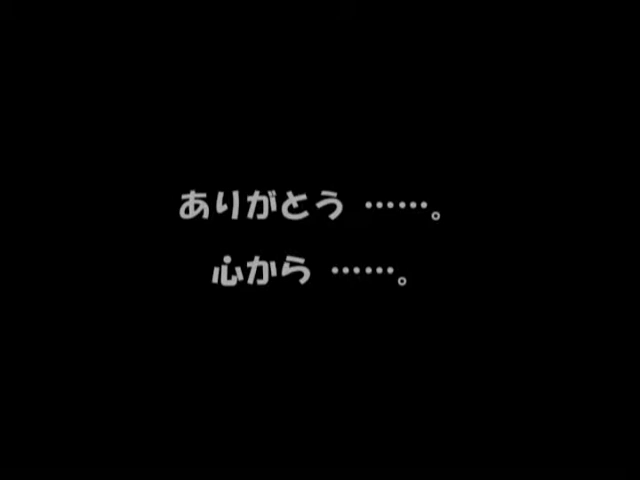 ありがとう ……。
心から ……。